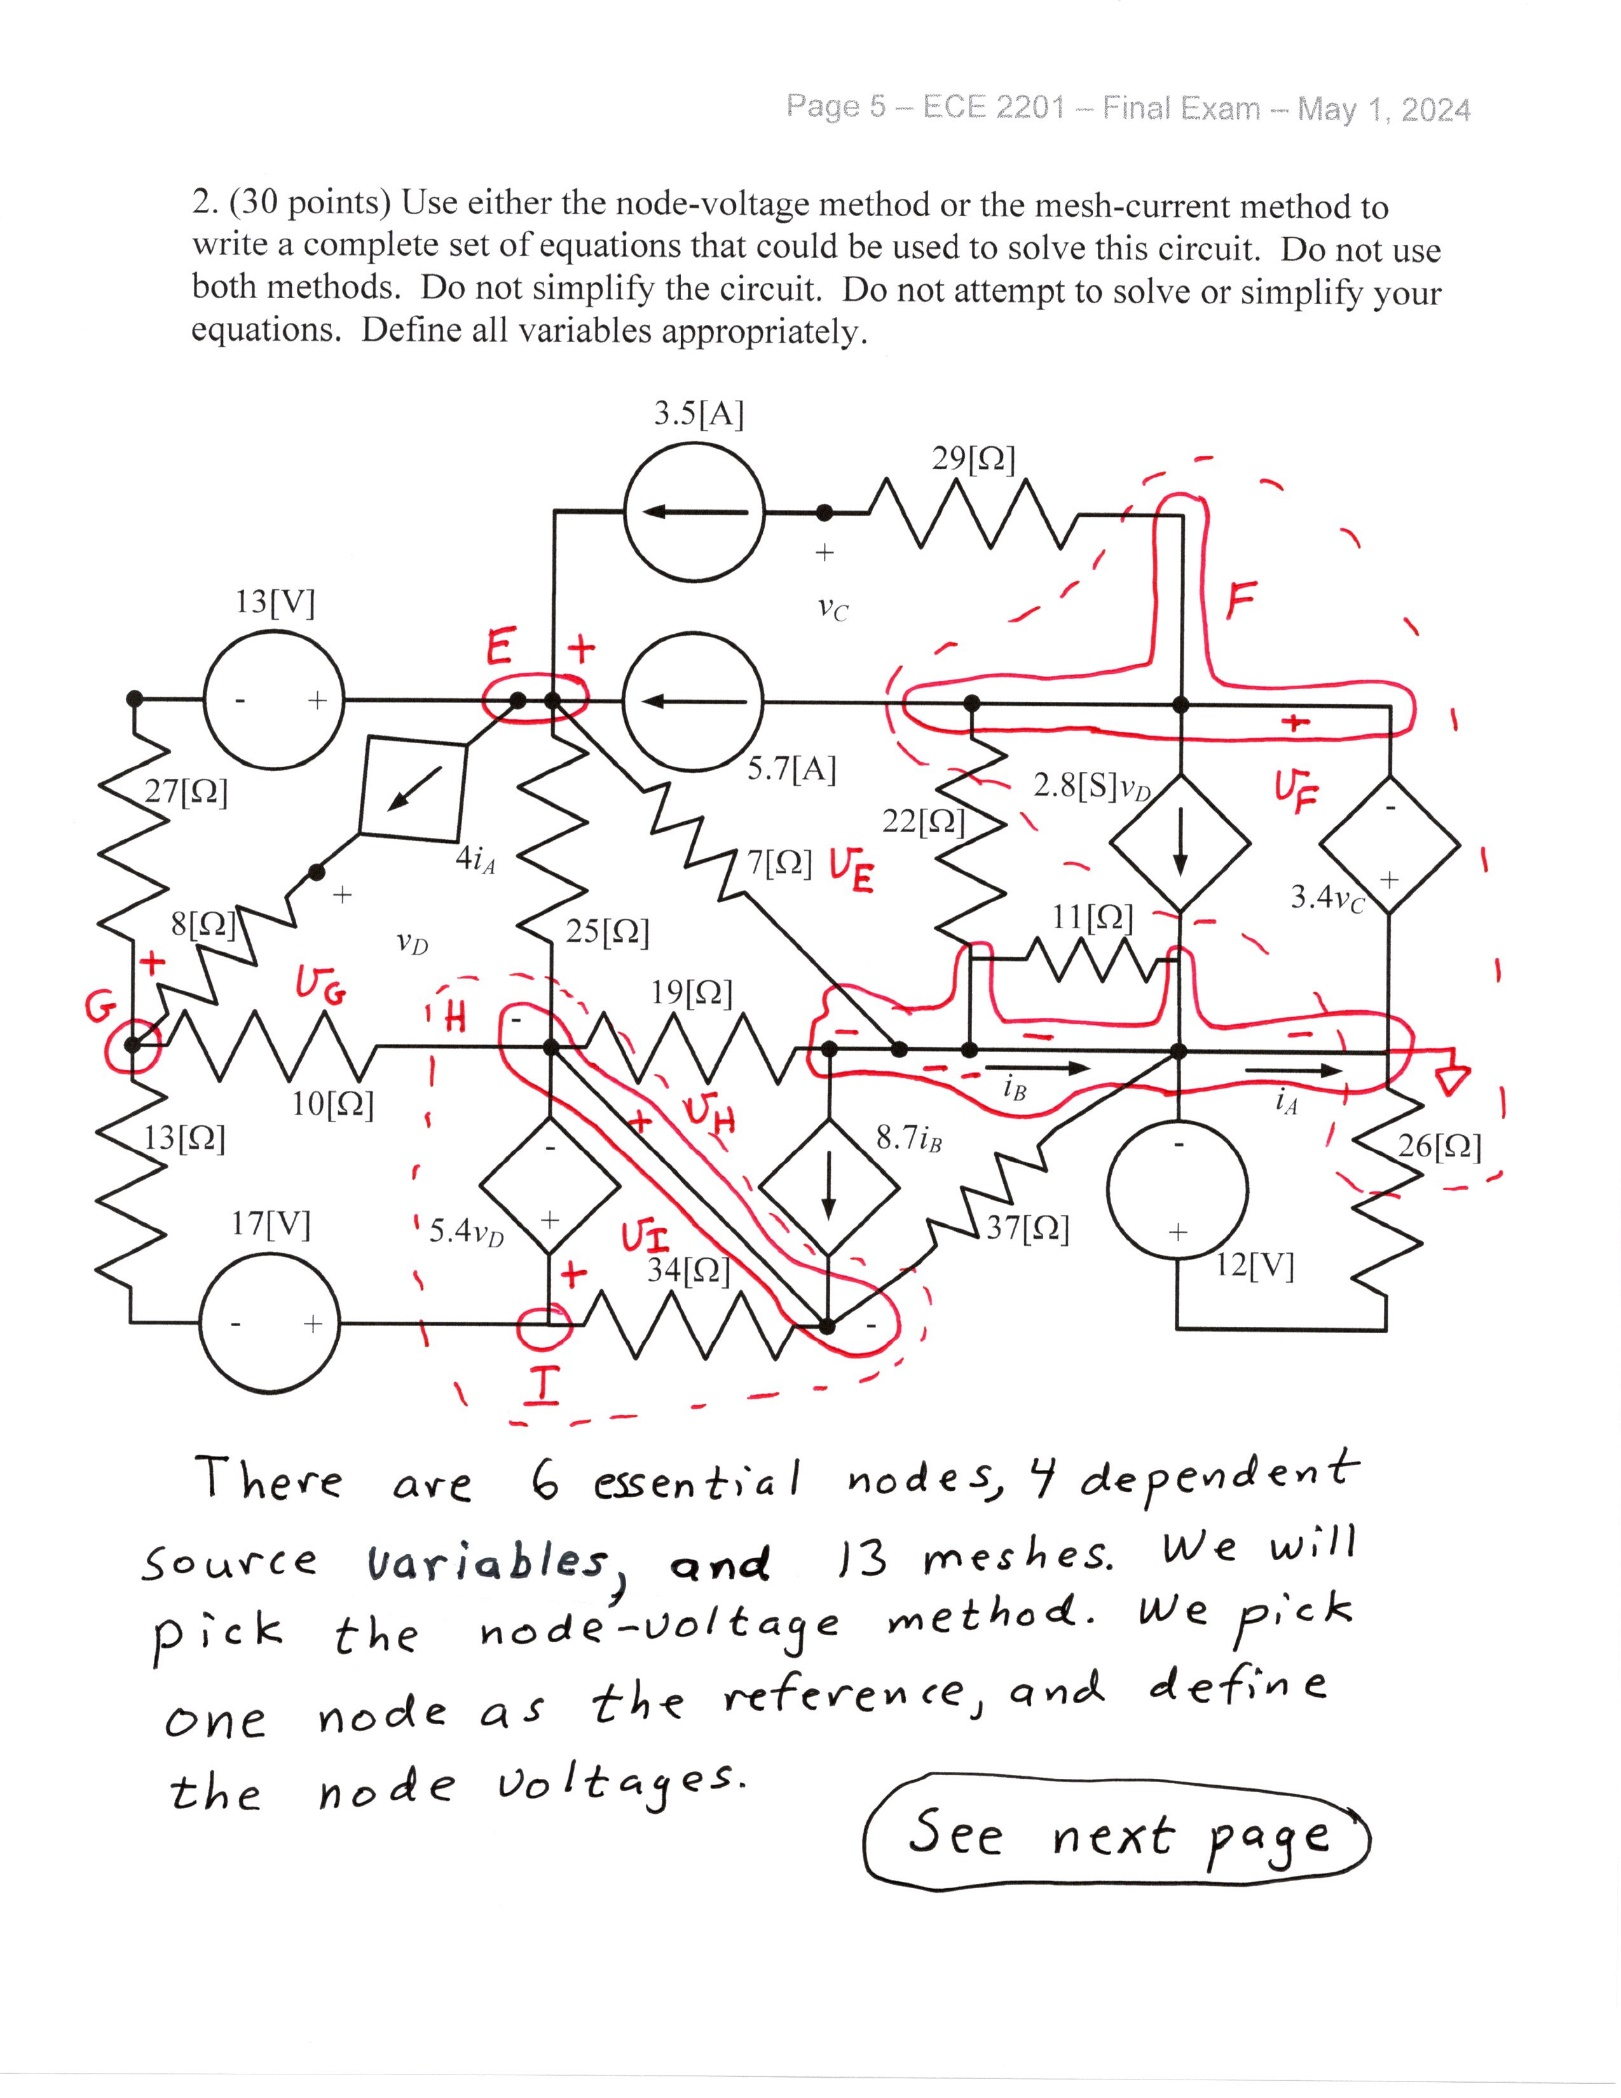 Page 5 – ECE 2201 – Final Exam – May 1, 2024
2. (30 points) Use either the node-voltage method or the mesh-current method to
write a complete set of equations that could be used to solve this circuit. Do not use
both methods. Do not simplify the circuit. Do not attempt to solve or simplify your
equations. Define all variables appropriately.
3.5[A]
29[Ω]
+
vC
13[V]
- +
E +
F
5.7[A]
27[Ω]
4iA
7[Ω] vE
22[Ω]
2.8[S]vD
+
vF
-
+
3.4vC
8[Ω]
+
vD
25[Ω]
11[Ω]
G + vG
H
-
19[Ω]
-
-
-
- -
iB
iA
10[Ω]
+ vH
13[Ω]
8.7iB
-
26[Ω]
-
+
5.4vD
vI
+
37[Ω]
+
12[V]
17[V]
- +
34[Ω]
-
I
There are 6 essential nodes, 4 dependent
source variables, and 13 meshes. We will
pick the node-voltage method. We pick
one node as the reference, and define
the node voltages.
See next page